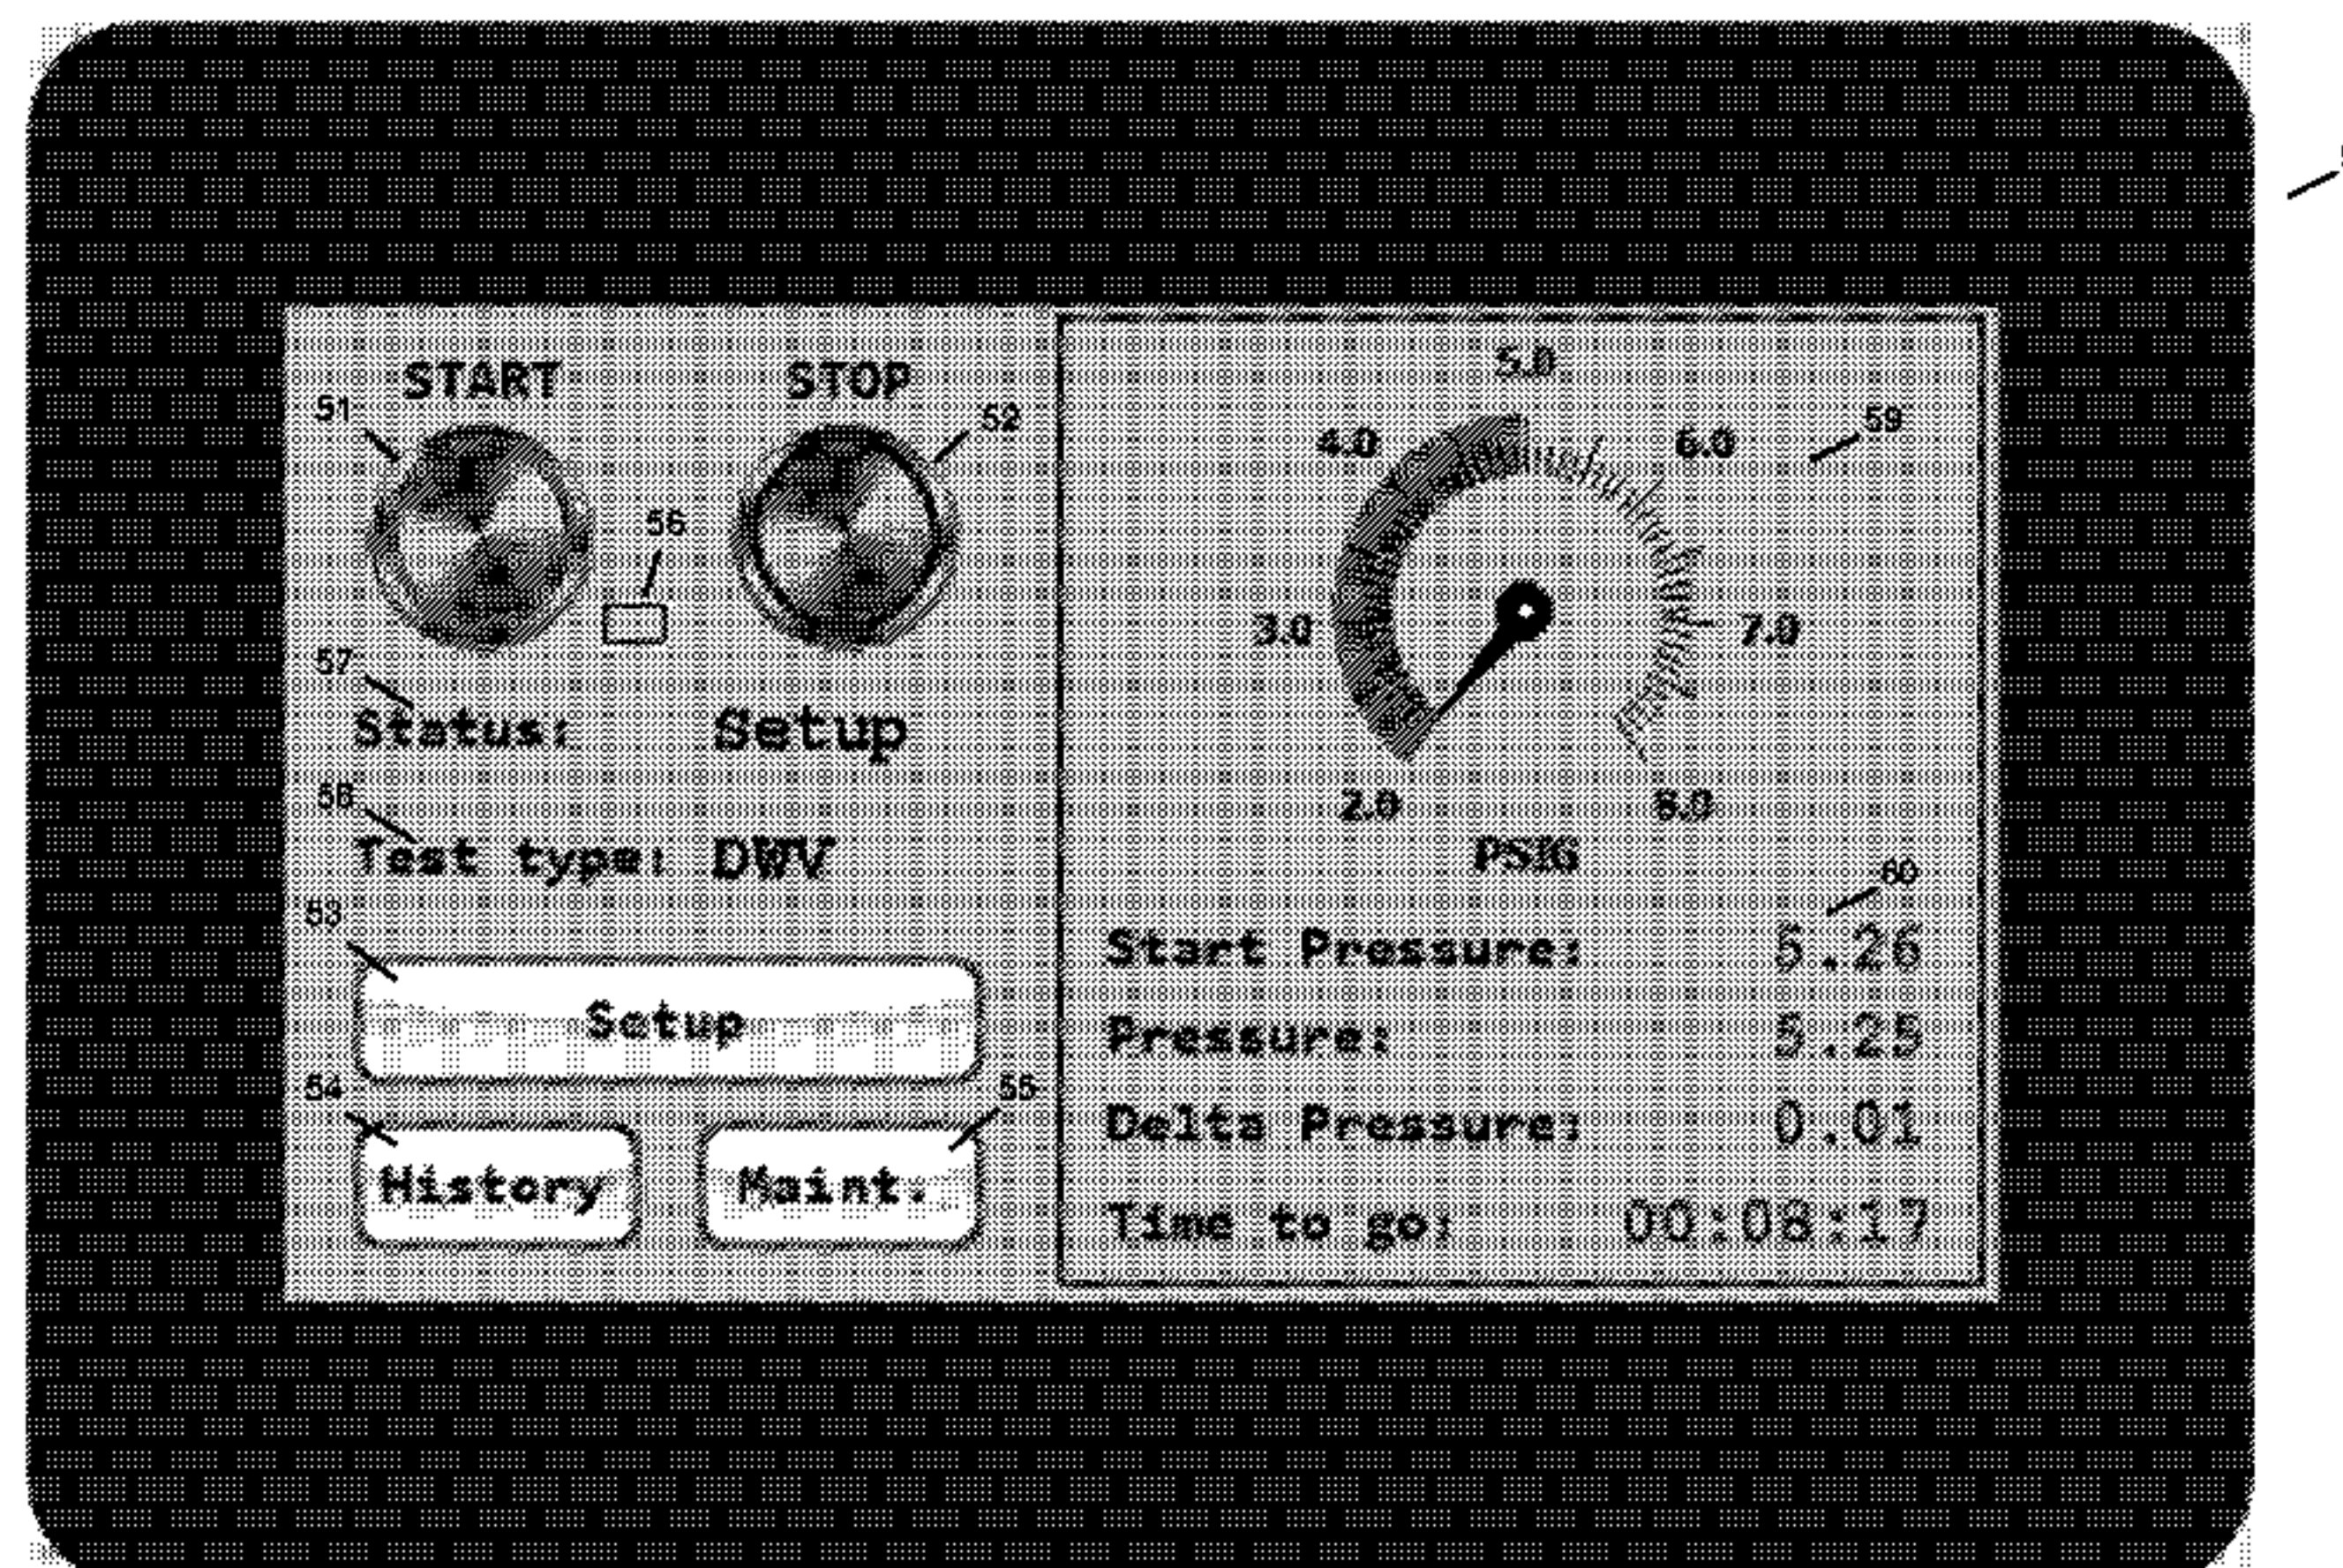 START
STOP
51
52
56
57
Status: Setup
58
Test type: DWV
53
Setup
54
55
History
Maint.
5.0
4.0
6.0
59
3.0
7.0
2.0
8.0
PSIG
60
Start Pressure: 5.26
Pressure: 5.25
Delta Pressure: 0.01
Time to go: 00:08:17